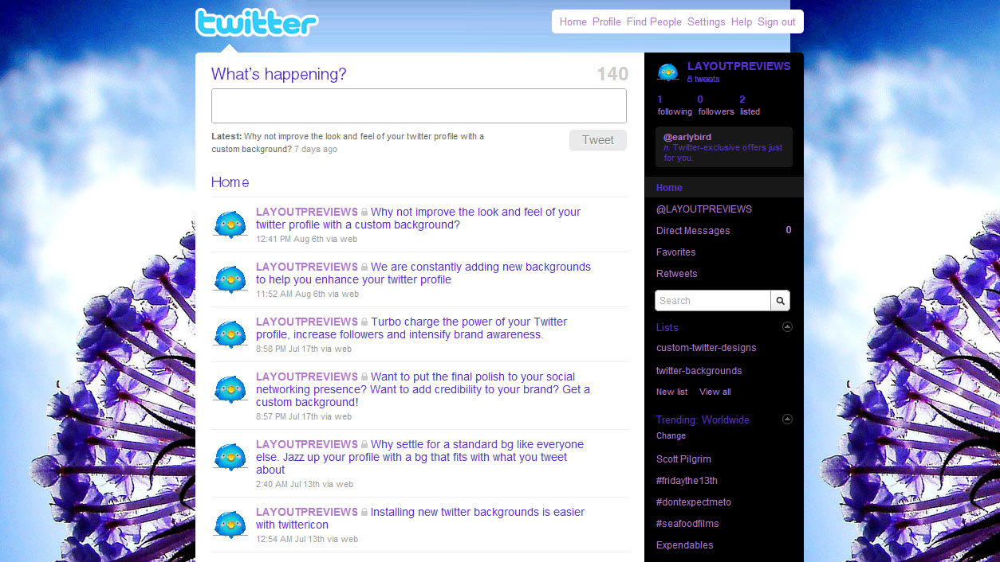 twitter
Home Profile Find People Settings Help Sign out
What's happening?
140
Latest: Why not improve the look and feel of your twitter profile with a
custom background? 7 days ago
Tweet
Home
LAYOUTPREVIEWS Why not improve the look and feel of your
twitter profile with a custom background?
12:41 PM Aug 6th via web
LAYOUTPREVIEWS We are constantly adding new backgrounds
to help you enhance your twitter profile
11:52 AM Aug 6th via web
LAYOUTPREVIEWS Turbo charge the power of your Twitter
profile, increase followers and intensify brand awareness.
8:58 PM Jul 17th via web
LAYOUTPREVIEWS Want to put the final polish to your social
networking presence? Want to add credibility to your brand? Get a
custom background!
8:57 PM Jul 17th via web
LAYOUTPREVIEWS Why settle for a standard bg like everyone
else. Jazz up your profile with a bg that fits with what you tweet
about
2:40 AM Jul 13th via web
LAYOUTPREVIEWS Installing new twitter backgrounds is easier
with twittericon
12:54 AM Jul 13th via web
LAYOUTPREVIEWS
8 tweets
1 0 2
following followers listed
@earlybird
n. Twitter-exclusive offers just
for you.
Home
@LAYOUTPREVIEWS
Direct Messages 0
Favorites
Retweets
Search
Lists
custom-twitter-designs
twitter-backgrounds
New list View all
Trending: Worldwide
Change
Scott Pilgrim
#fridaythe13th
#dontexpectmeto
#seafoodfilms
Expendables